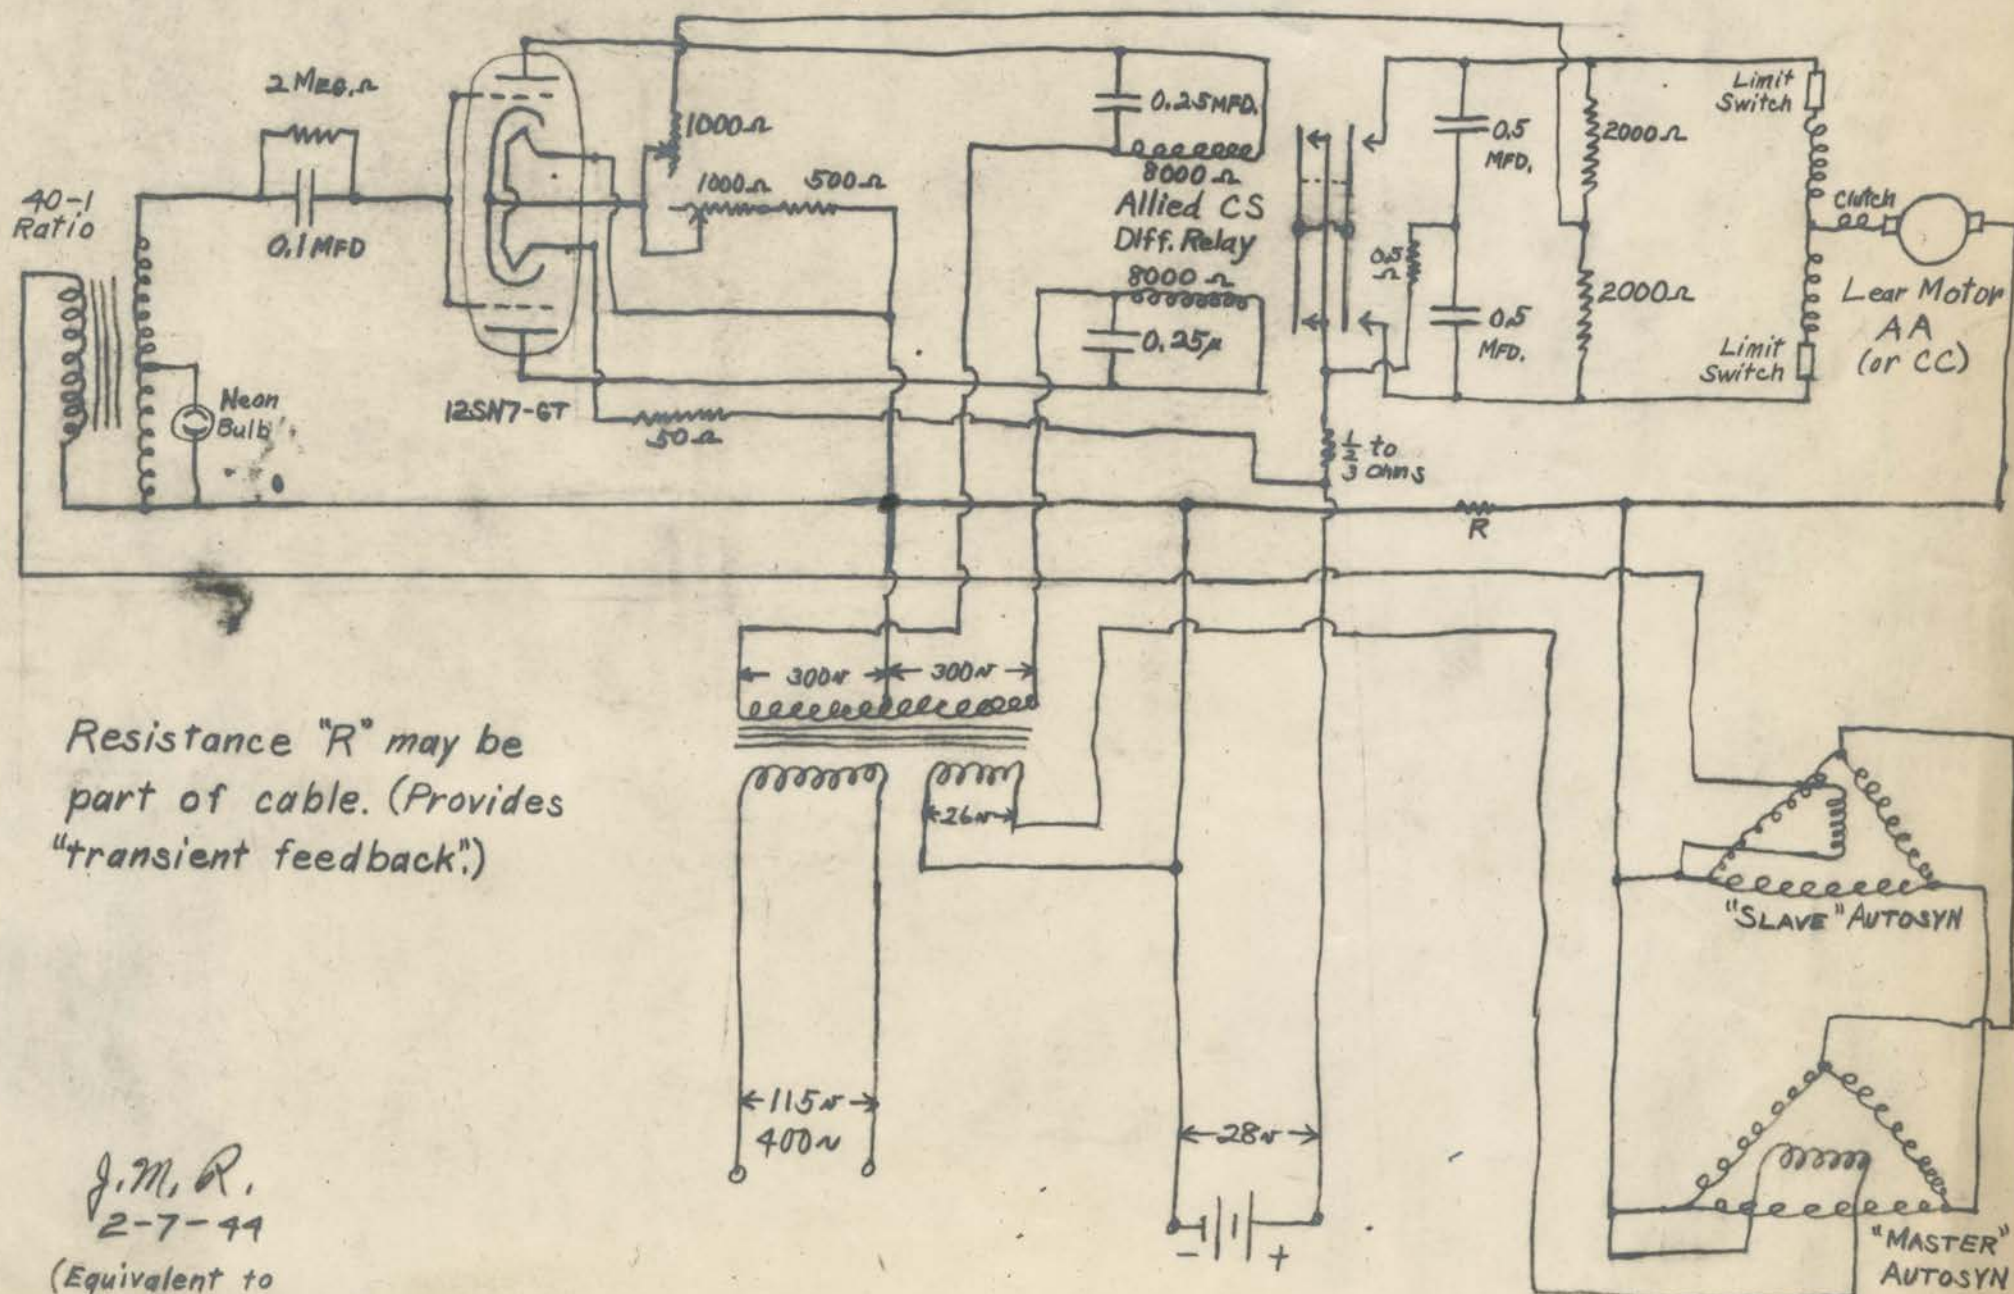 2 Meg.Ω
40-1
Ratio
0.1 MFD
Neon
Bulb
12SN7-GT
1000Ω
1000Ω 500Ω
50Ω
0.25 MFD.
8000Ω
Allied CS
Diff. Relay
8000Ω
0.25μ
0.5
MFD.
0.5
Ω
0.5
MFD.
2000Ω
2000Ω
Limit
Switch
Clutch
Lear Motor
AA
(or CC)
Limit
Switch
½ to
3 Ohms
R
300v 300v
26v
Resistance "R" may be
part of cable. (Provides
"transient feedback".)
115v
400~
28v
- +
"SLAVE" AUTOSYN
"MASTER"
AUTOSYN
J.M.R.
2-7-44
(Equivalent to